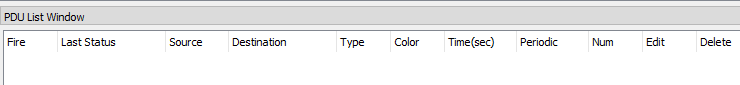 PDU List Window
Fire Last Status Source Destination Type Color Time(sec) Periodic Num Edit Delete